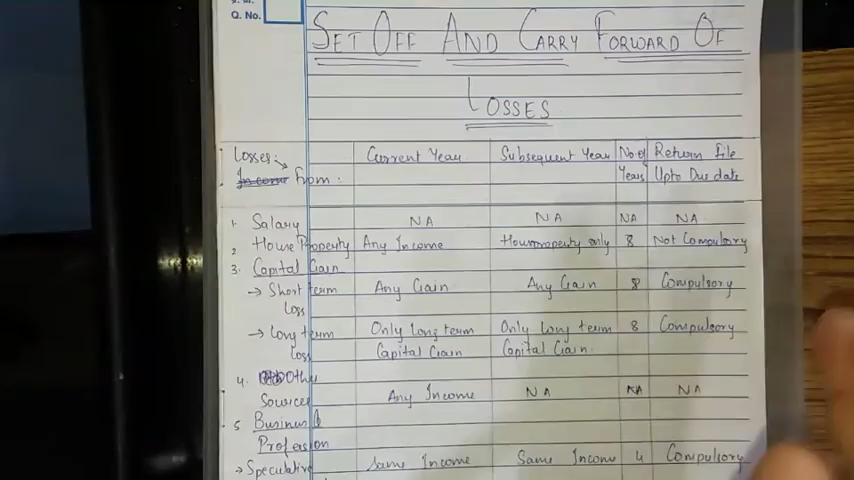 Q. No.
SET OFF AND CARRY FORWARD OF
LOSSES
Losses Current Year Subsequent Year No. of Return file
From : Years Upto Due date
1. Salary NA NA NA NA
2 House Property Any Income House property only 8 Not Compulsory
3. Capital Gain
→ Short term Any Gain Any Gain 8 Compulsory
Loss
→ Long term Only Long term Only Long term 8 Compulsory
Loss Capital Gain Capital Gain.
4. Other
Sources Any Income NA NA NA
5 Business &
Profession
→ Speculative Same Income Same Income 4 Compulsory